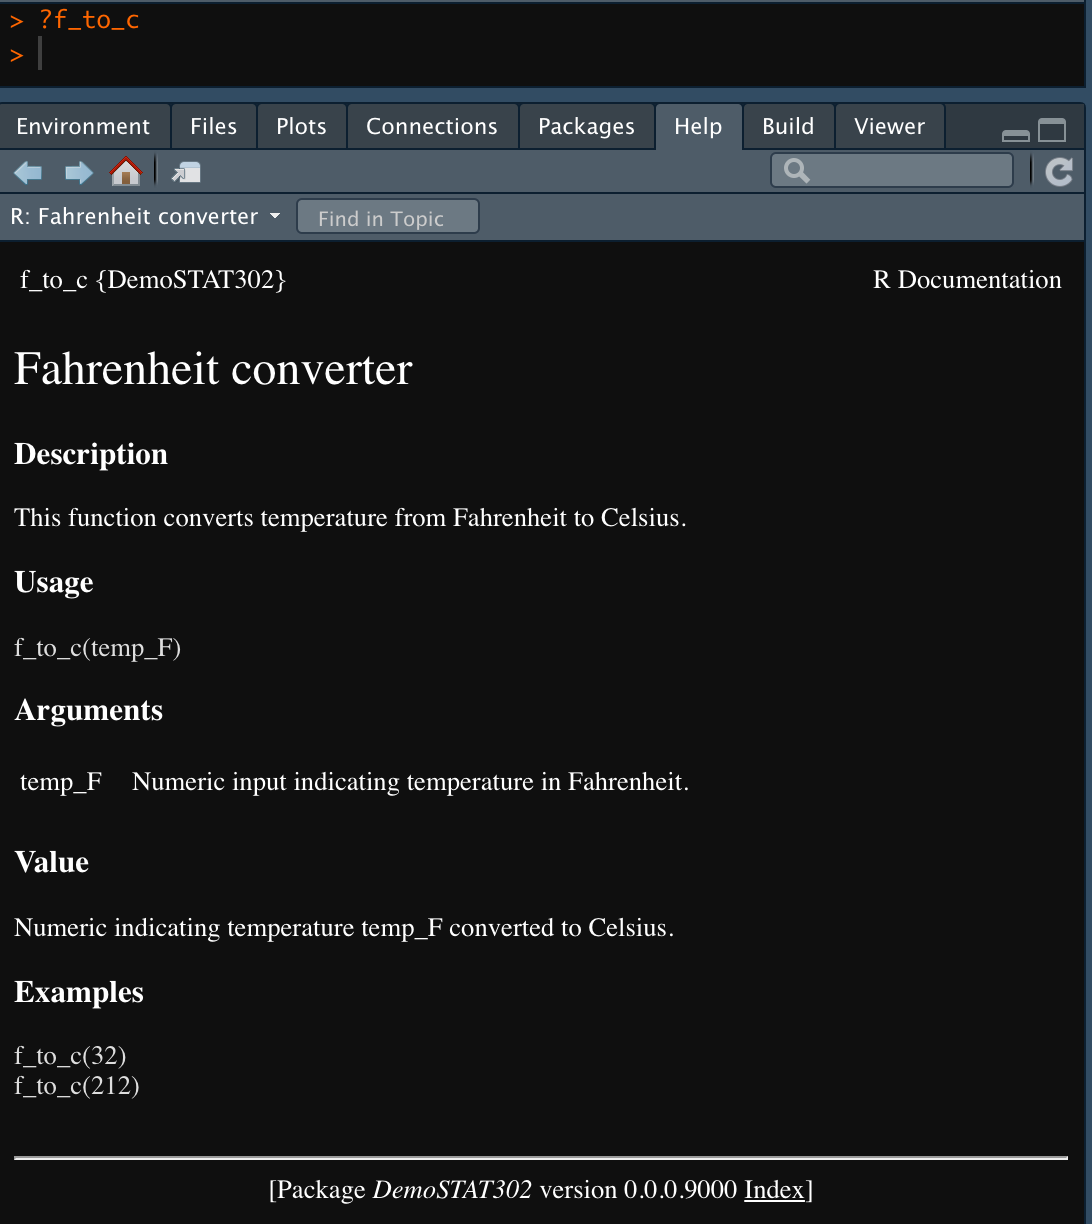 > ?f_to_c
>
Environment Files Plots Connections Packages Help Build Viewer
R: Fahrenheit converter Find in Topic
f_to_c {DemoSTAT302} R Documentation
Fahrenheit converter
Description
This function converts temperature from Fahrenheit to Celsius.
Usage
f_to_c(temp_F)
Arguments
temp_F Numeric input indicating temperature in Fahrenheit.
Value
Numeric indicating temperature temp_F converted to Celsius.
Examples
f_to_c(32)
f_to_c(212)
[Package DemoSTAT302 version 0.0.0.9000 Index]